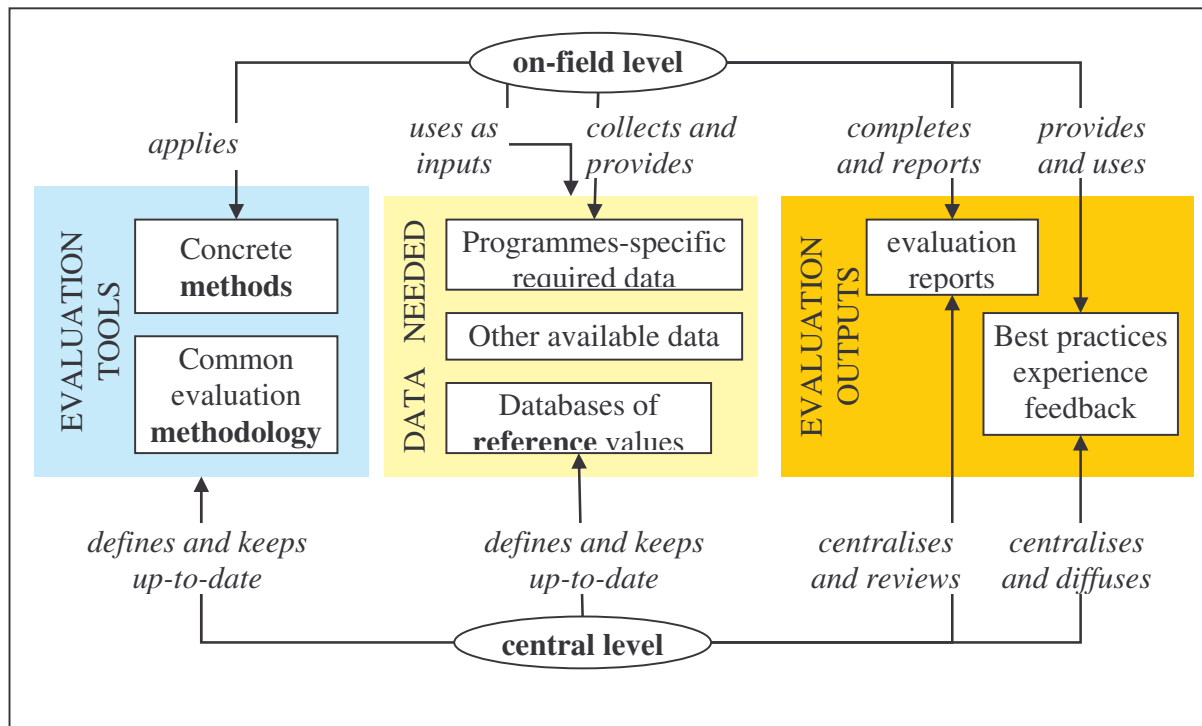 on-field level
applies
uses as
inputs
collects and
provides
completes
and reports
provides
and uses
EVALUATION
TOOLS
Concrete
methods
Common
evaluation
methodology
DATA NEEDED
Programmes-specific
required data
Other available data
Databases of
reference values
EVALUATION
OUTPUTS
evaluation
reports
Best practices
experience
feedback
defines and keeps
up-to-date
defines and keeps
up-to-date
centralises
and reviews
centralises
and diffuses
central level